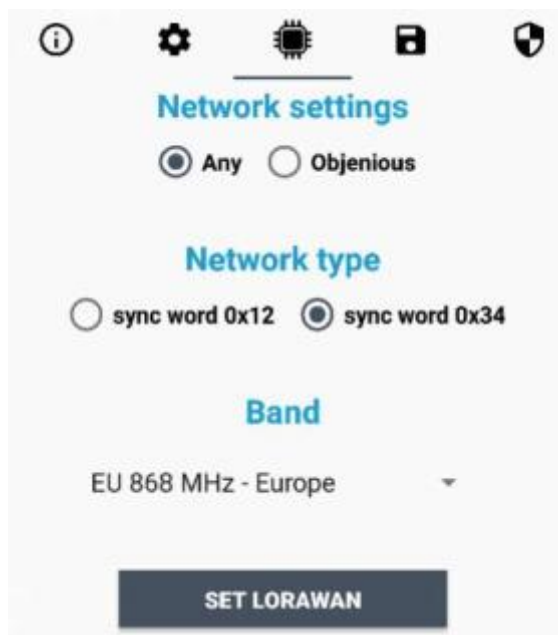 Network settings
Any Objenious
Network type
sync word 0x12 sync word 0x34
Band
EU 868 MHz - Europe
SET LORAWAN